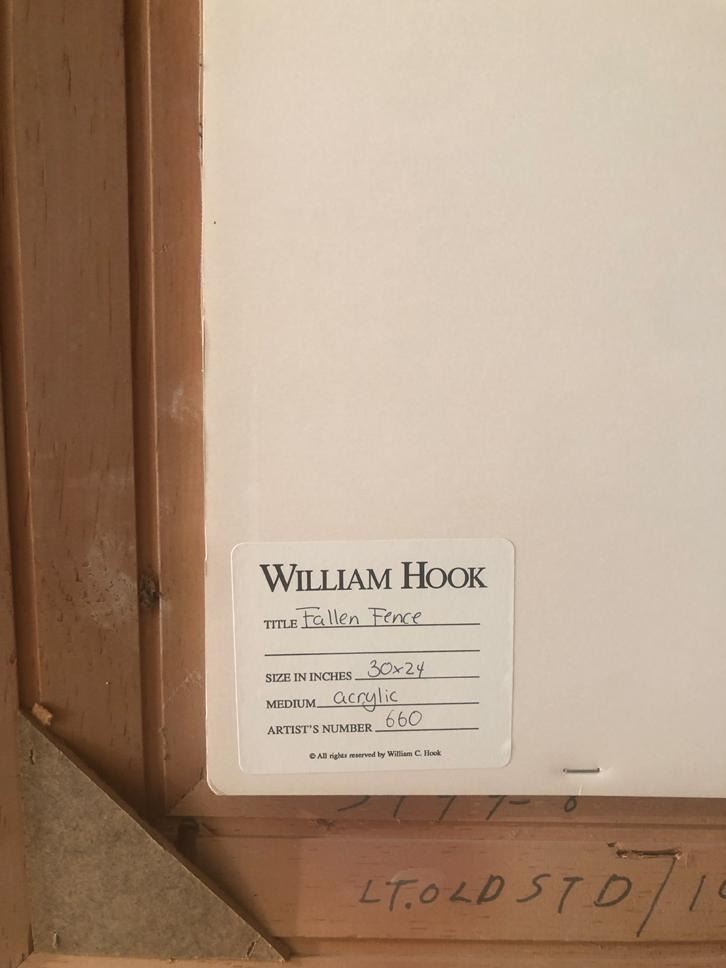 WILLIAM HOOK
TITLE Fallen Fence
SIZE IN INCHES 30x24
MEDIUM acrylic
ARTIST'S NUMBER 660
© All rights reserved by William C. Hook
LT.OLD STD